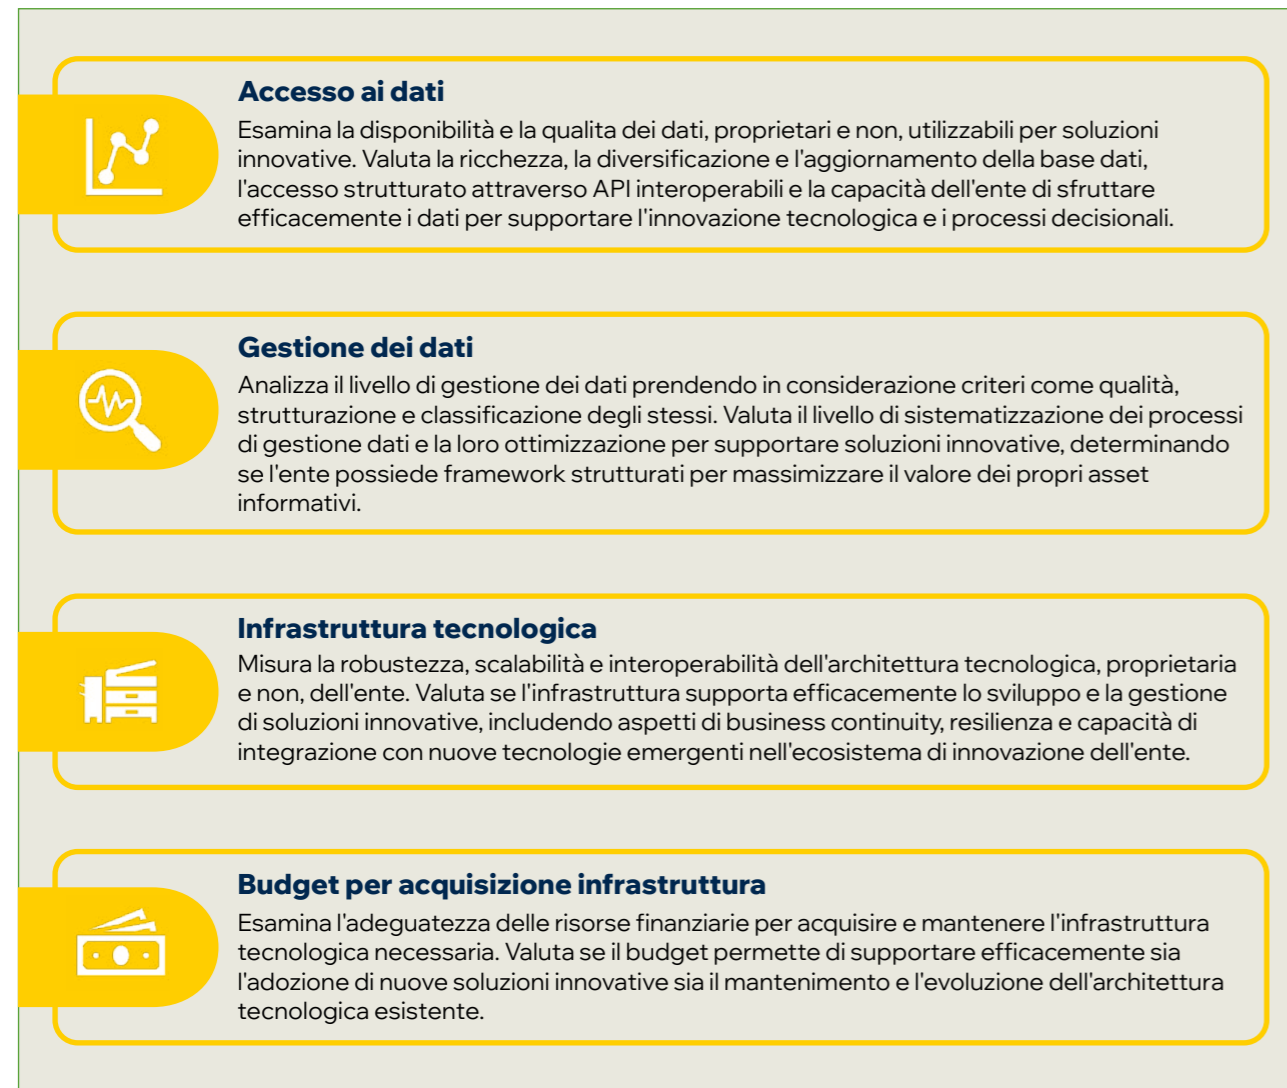 Accesso ai dati
Esamina la disponibilità e la qualita dei dati, proprietari e non, utilizzabili per soluzioni
innovative. Valuta la ricchezza, la diversificazione e l'aggiornamento della base dati,
l'accesso strutturato attraverso API interoperabili e la capacità dell'ente di sfruttare
efficacemente i dati per supportare l'innovazione tecnologica e i processi decisionali.
Gestione dei dati
Analizza il livello di gestione dei dati prendendo in considerazione criteri come qualità,
strutturazione e classificazione degli stessi. Valuta il livello di sistematizzazione dei processi
di gestione dati e la loro ottimizzazione per supportare soluzioni innovative, determinando
se l'ente possiede framework strutturati per massimizzare il valore dei propri asset
informativi.
Infrastruttura tecnologica
Misura la robustezza, scalabilità e interoperabilità dell'architettura tecnologica, proprietaria
e non, dell'ente. Valuta se l'infrastruttura supporta efficacemente lo sviluppo e la gestione
di soluzioni innovative, includendo aspetti di business continuity, resilienza e capacità di
integrazione con nuove tecnologie emergenti nell'ecosistema di innovazione dell'ente.
Budget per acquisizione infrastruttura
Esamina l'adeguatezza delle risorse finanziarie per acquisire e mantenere l'infrastruttura
tecnologica necessaria. Valuta se il budget permette di supportare efficacemente sia
l'adozione di nuove soluzioni innovative sia il mantenimento e l'evoluzione dell'architettura
tecnologica esistente.